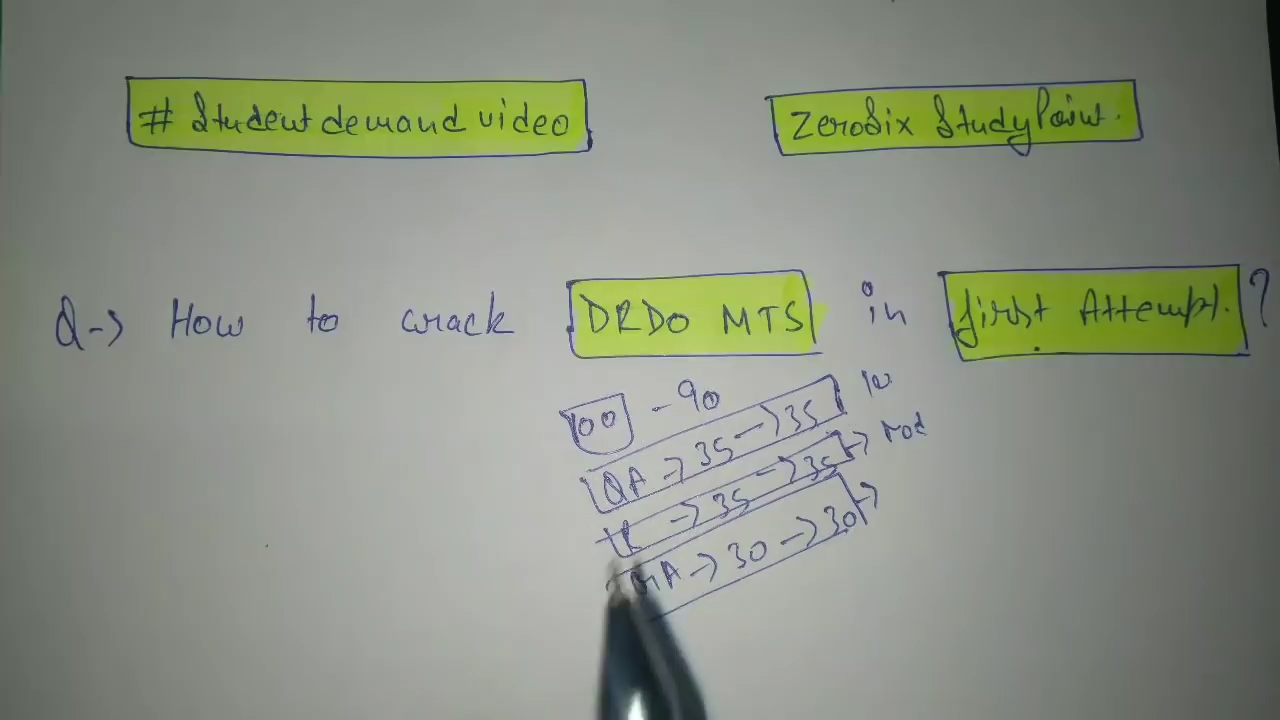 # Student demand video
ZeroSix Study Point.
Q→ How to crack DRDO MTS in first Attempt. ?
100 - 90
QA → 35 → 35
→ 35 → 35 →
GA → 30 → 30 →